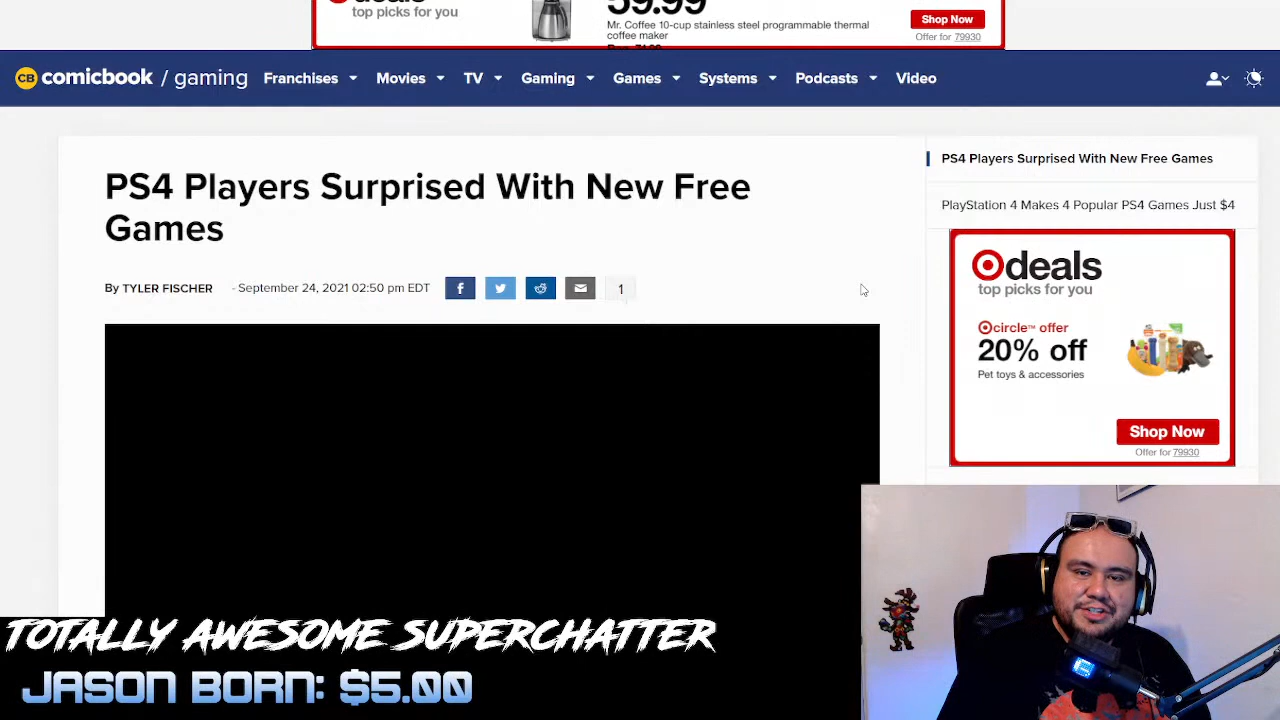 deals
top picks for you
59.99
Mr. Coffee 10-cup stainless steel programmable thermal
coffee maker
Shop Now
Offer for 79930
CB comicbook / gaming
Franchises
Movies
TV
Gaming
Games
Systems
Podcasts
Video
PS4 Players Surprised With New Free
Games
By TYLER FISCHER - September 24, 2021 02:50 pm EDT
f
1
PS4 Players Surprised With New Free Games
PlayStation 4 Makes 4 Popular PS4 Games Just $4
deals
top picks for you
circle™ offer
20% off
Pet toys & accessories
Shop Now
Offer for 79930
TOTALLY AWESOME SUPERCHATTER
JASON BORN: $5.00